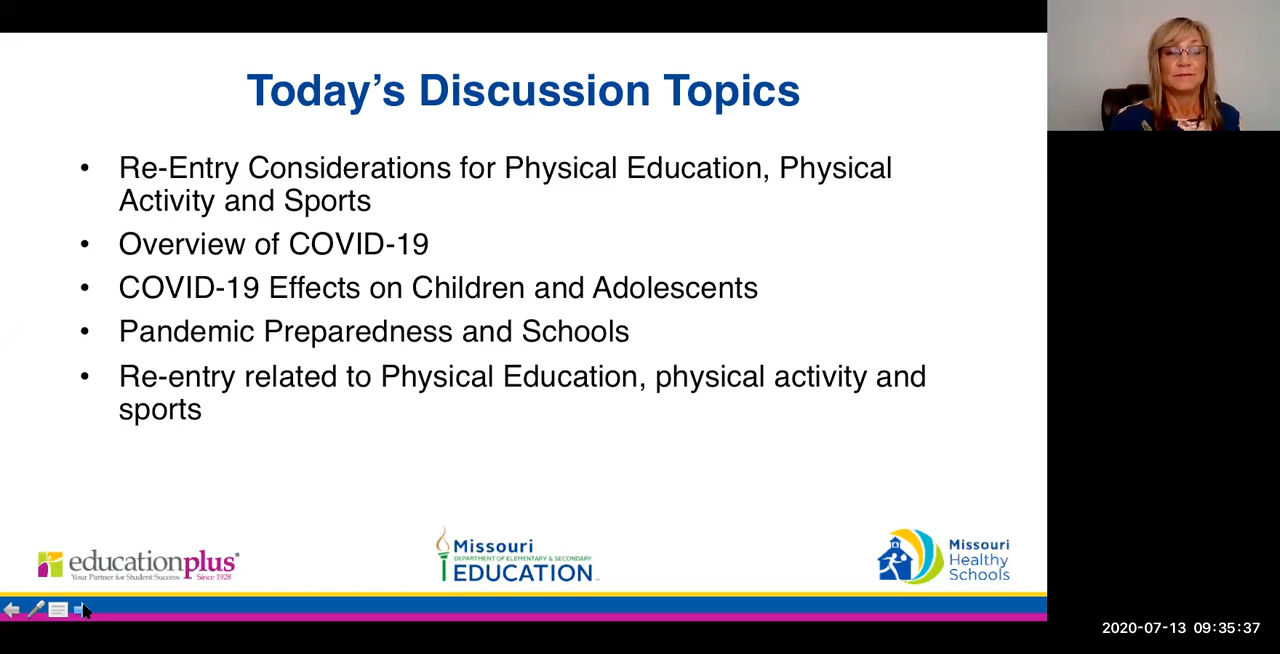 Today's Discussion Topics
• Re-Entry Considerations for Physical Education, Physical
Activity and Sports
• Overview of COVID-19
• COVID-19 Effects on Children and Adolescents
• Pandemic Preparedness and Schools
• Re-entry related to Physical Education, physical activity and
sports
educationplus®
Your Partner for Student Success Since 1928
Missouri
DEPARTMENT OF ELEMENTARY & SECONDARY
EDUCATION
Missouri
Healthy
Schools
2020-07-13 09:35:37